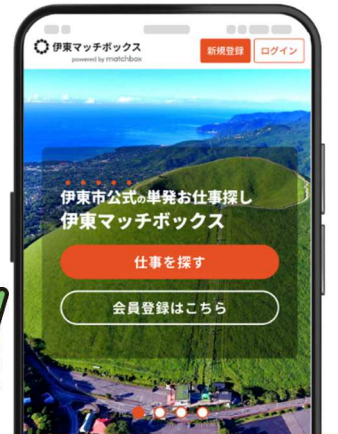 伊東マッチボックス
powered by matchbox
新規登録
ログイン
伊東市公式の単発お仕事探し
伊東マッチボックス
仕事を探す
会員登録はこちら